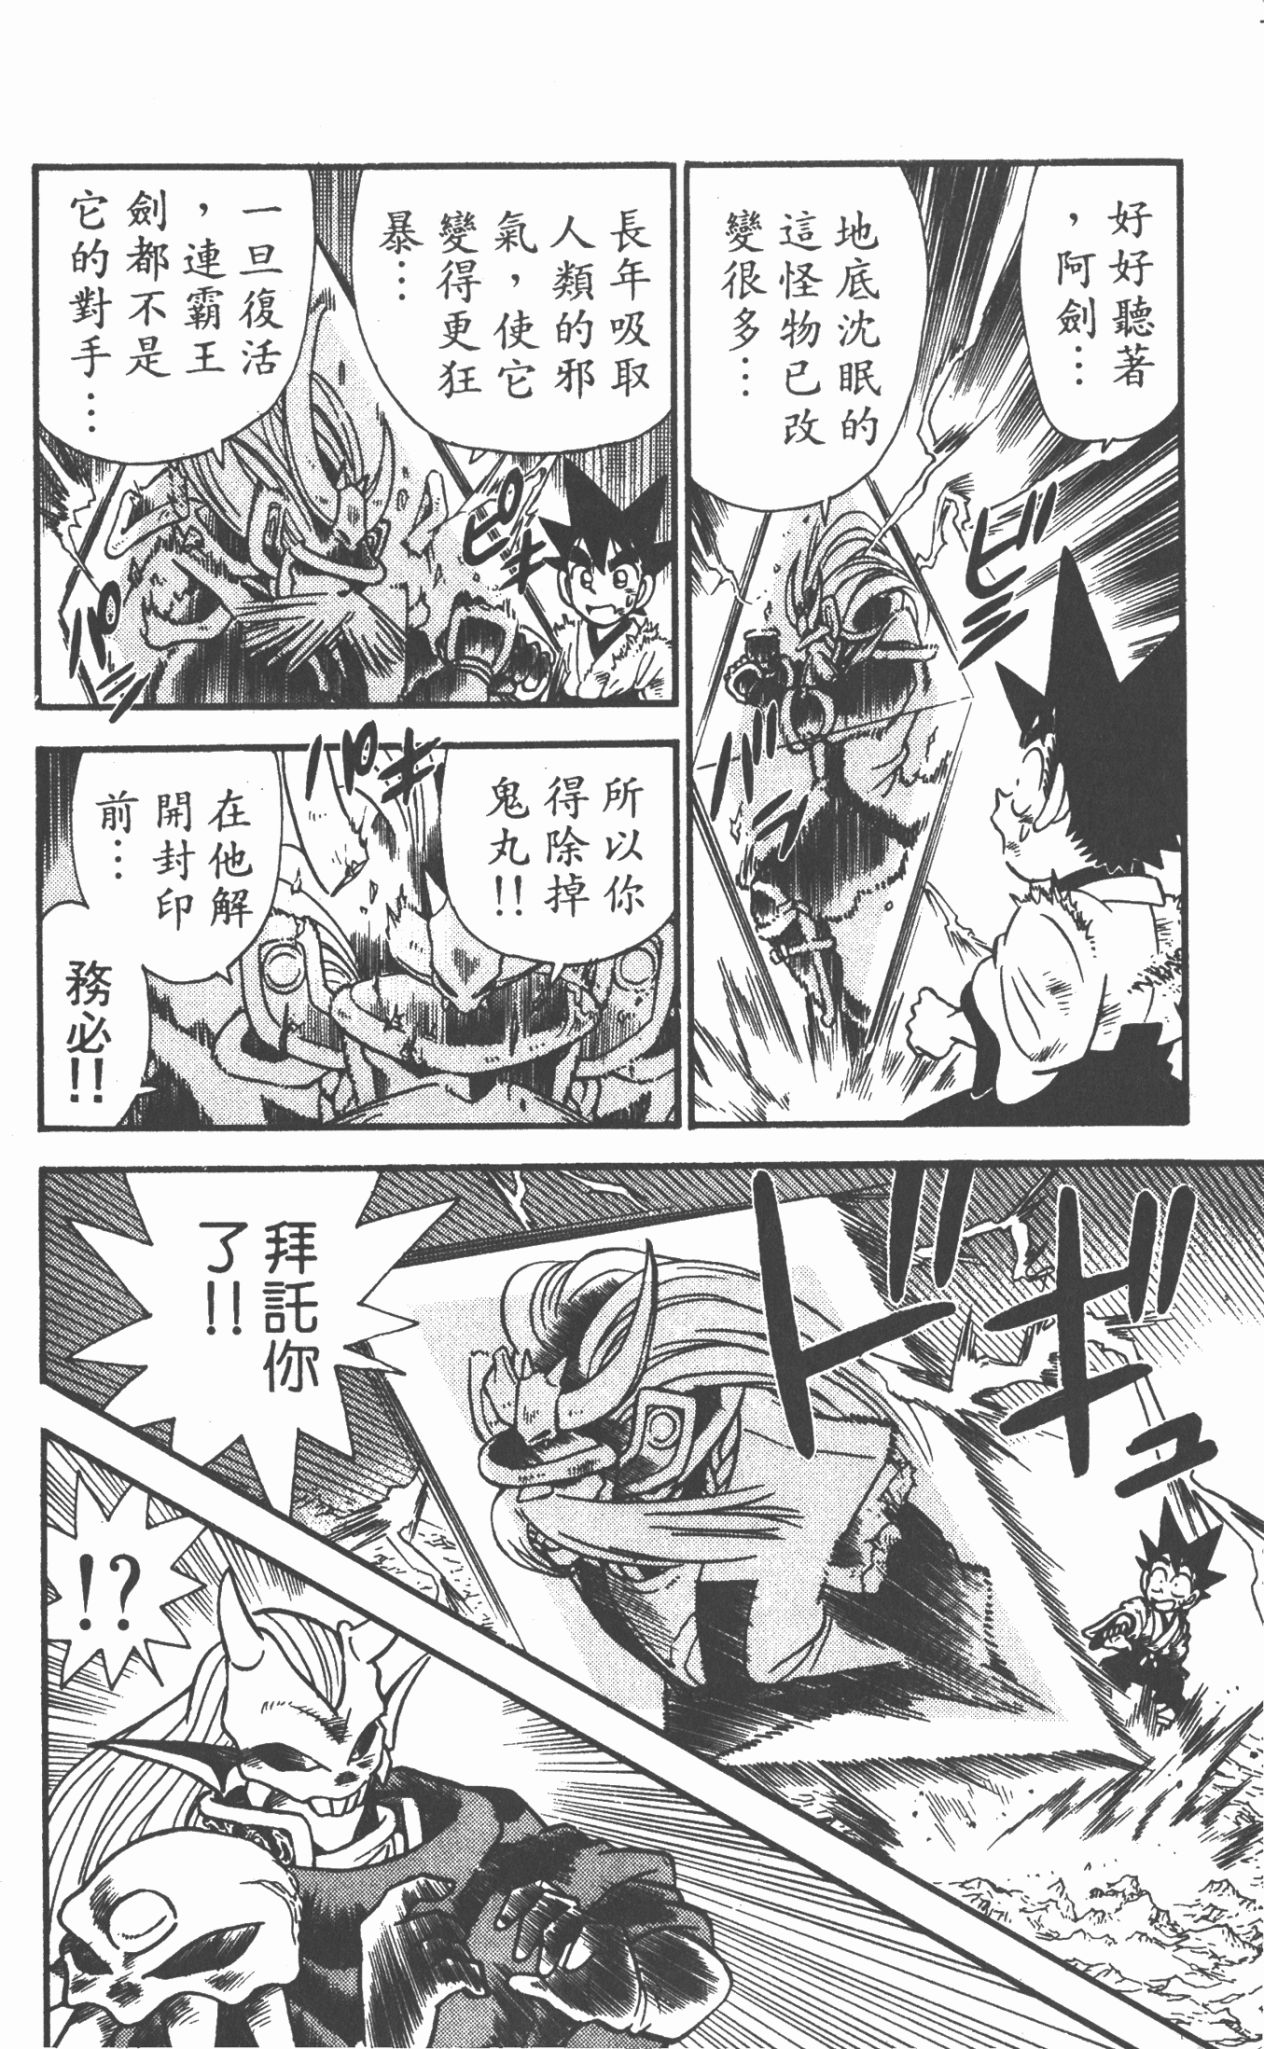 好好聽著
，阿劍…
地底沈眠的
這怪物已改
變很多…
ビ
ババ
長年吸取
人類的邪
氣，使它
變得更狂
暴…
一旦復活
，連霸王
劍都不是
它的對手…
ピキ
パ
所以你
得除掉
鬼丸!!
パキ
在他解
開封印
前…
務必!!
ドギュ
拜託你
了!!
!?